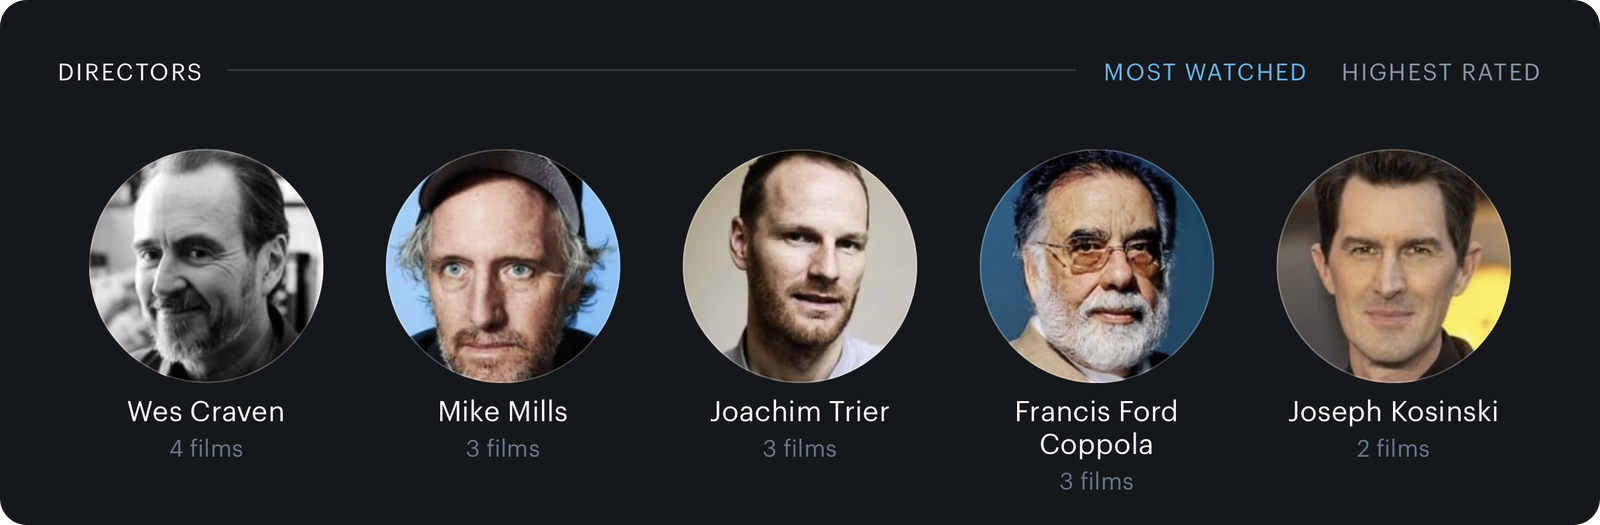 DIRECTORS
MOST WATCHED
HIGHEST RATED
Wes Craven
4 films
Mike Mills
3 films
Joachim Trier
3 films
Francis Ford
Coppola
3 films
Joseph Kosinski
2 films